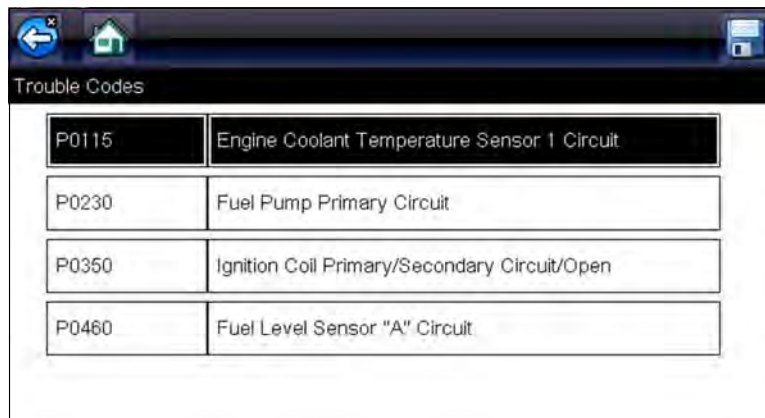 Trouble Codes
P0115 Engine Coolant Temperature Sensor 1 Circuit
P0230 Fuel Pump Primary Circuit
P0350 Ignition Coil Primary/Secondary Circuit/Open
P0460 Fuel Level Sensor "A" Circuit